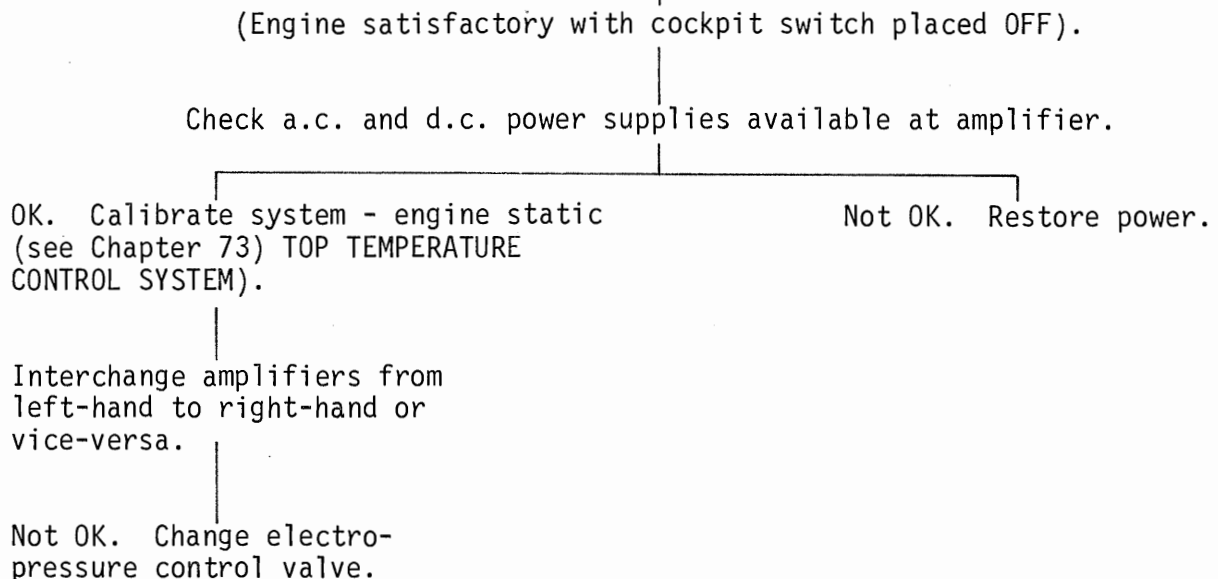 (Engine satisfactory with cockpit switch placed OFF).
Check a.c. and d.c. power supplies available at amplifier.
OK. Calibrate system - engine static
(see Chapter 73) TOP TEMPERATURE
CONTROL SYSTEM).
Not OK. Restore power.
Interchange amplifiers from
left-hand to right-hand or
vice-versa.
Not OK. Change electro-
pressure control valve.